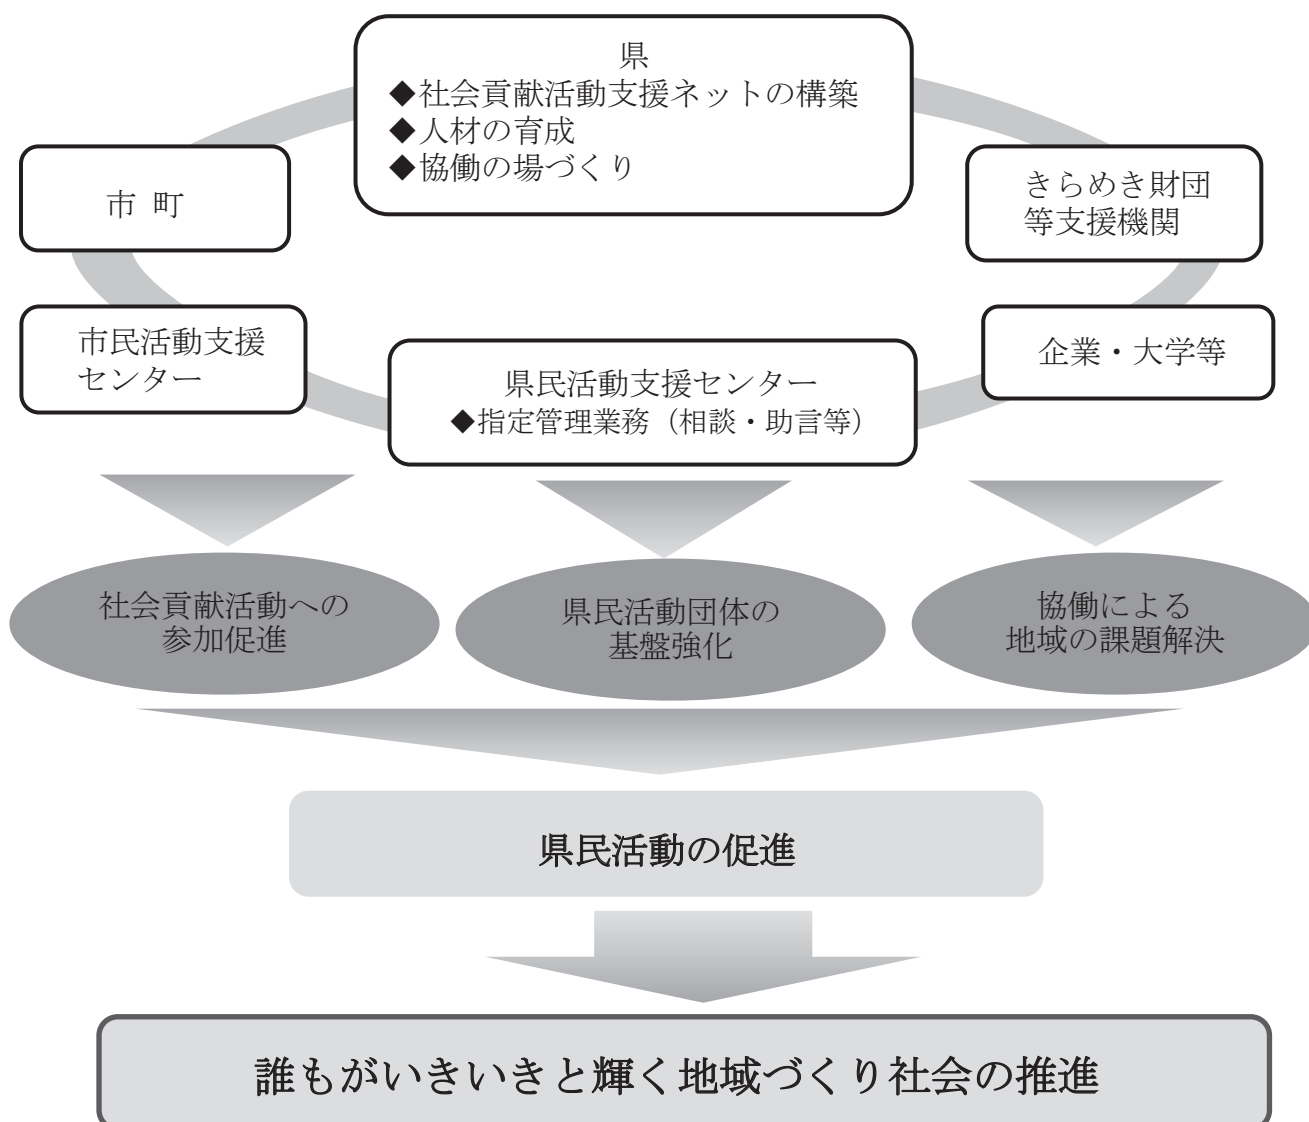 県
◆社会貢献活動支援ネットの構築
◆人材の育成
◆協働の場づくり
市 町
きらめき財団
等支援機関
市民活動支援
センター
県民活動支援センター
◆指定管理業務（相談・助言等）
企業・大学等
社会貢献活動への
参加促進
県民活動団体の
基盤強化
協働による
地域の課題解決
県民活動の促進
誰もがいきいきと輝く地域づくり社会の推進